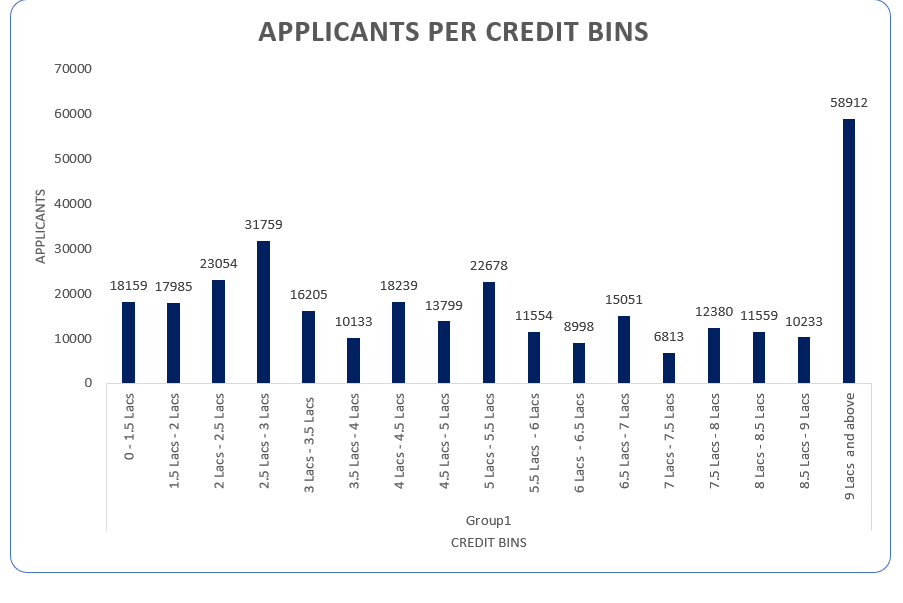 APPLICANTS PER CREDIT BINS
70000
60000
50000
40000
30000
20000
10000
0
APPLICANTS
18159
17985
23054
31759
16205
10133
18239
13799
22678
11554
8998
15051
6813
12380
11559
10233
58912
0 - 1.5 Lacs
1.5 Lacs - 2 Lacs
2 Lacs - 2.5 Lacs
2.5 Lacs - 3 Lacs
3 Lacs - 3.5 Lacs
3.5 Lacs - 4 Lacs
4 Lacs - 4.5 Lacs
4.5 Lacs - 5 Lacs
5 Lacs - 5.5 Lacs
5.5 Lacs - 6 Lacs
6 Lacs - 6.5 Lacs
6.5 Lacs - 7 Lacs
7 Lacs - 7.5 Lacs
7.5 Lacs - 8 Lacs
8 Lacs - 8.5 Lacs
8.5 Lacs - 9 Lacs
9 Lacs and above
Group1
CREDIT BINS